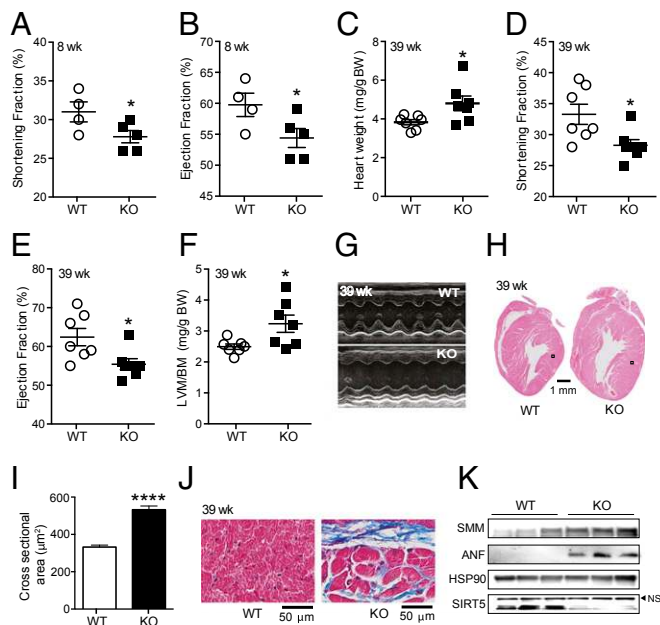 A
8 wk
Shortening Fraction (%)
35
30
25
20
*
WT
KO
B
8 wk
Ejection Fraction (%)
70
65
60
55
50
*
WT
KO
C
39 wk
Heart weight (mg/g BW)
8
6
4
2
0
*
WT
KO
D
39 wk
Shortening Fraction (%)
45
40
35
30
25
20
*
WT
KO
E
39 wk
Ejection Fraction (%)
80
70
60
50
40
*
WT
KO
F
39 wk
LVM/BM (mg/g BW)
5
4
3
2
1
0
*
WT
KO
G
39 wk
WT
KO
H
39 wk
1 mm
WT
KO
I
Cross sectional
area (µm²)
600
400
200
0
****
WT
KO
J
39 wk
WT
50 µm
KO
50 µm
K
WT
KO
SMM
ANF
HSP90
SIRT5
NS